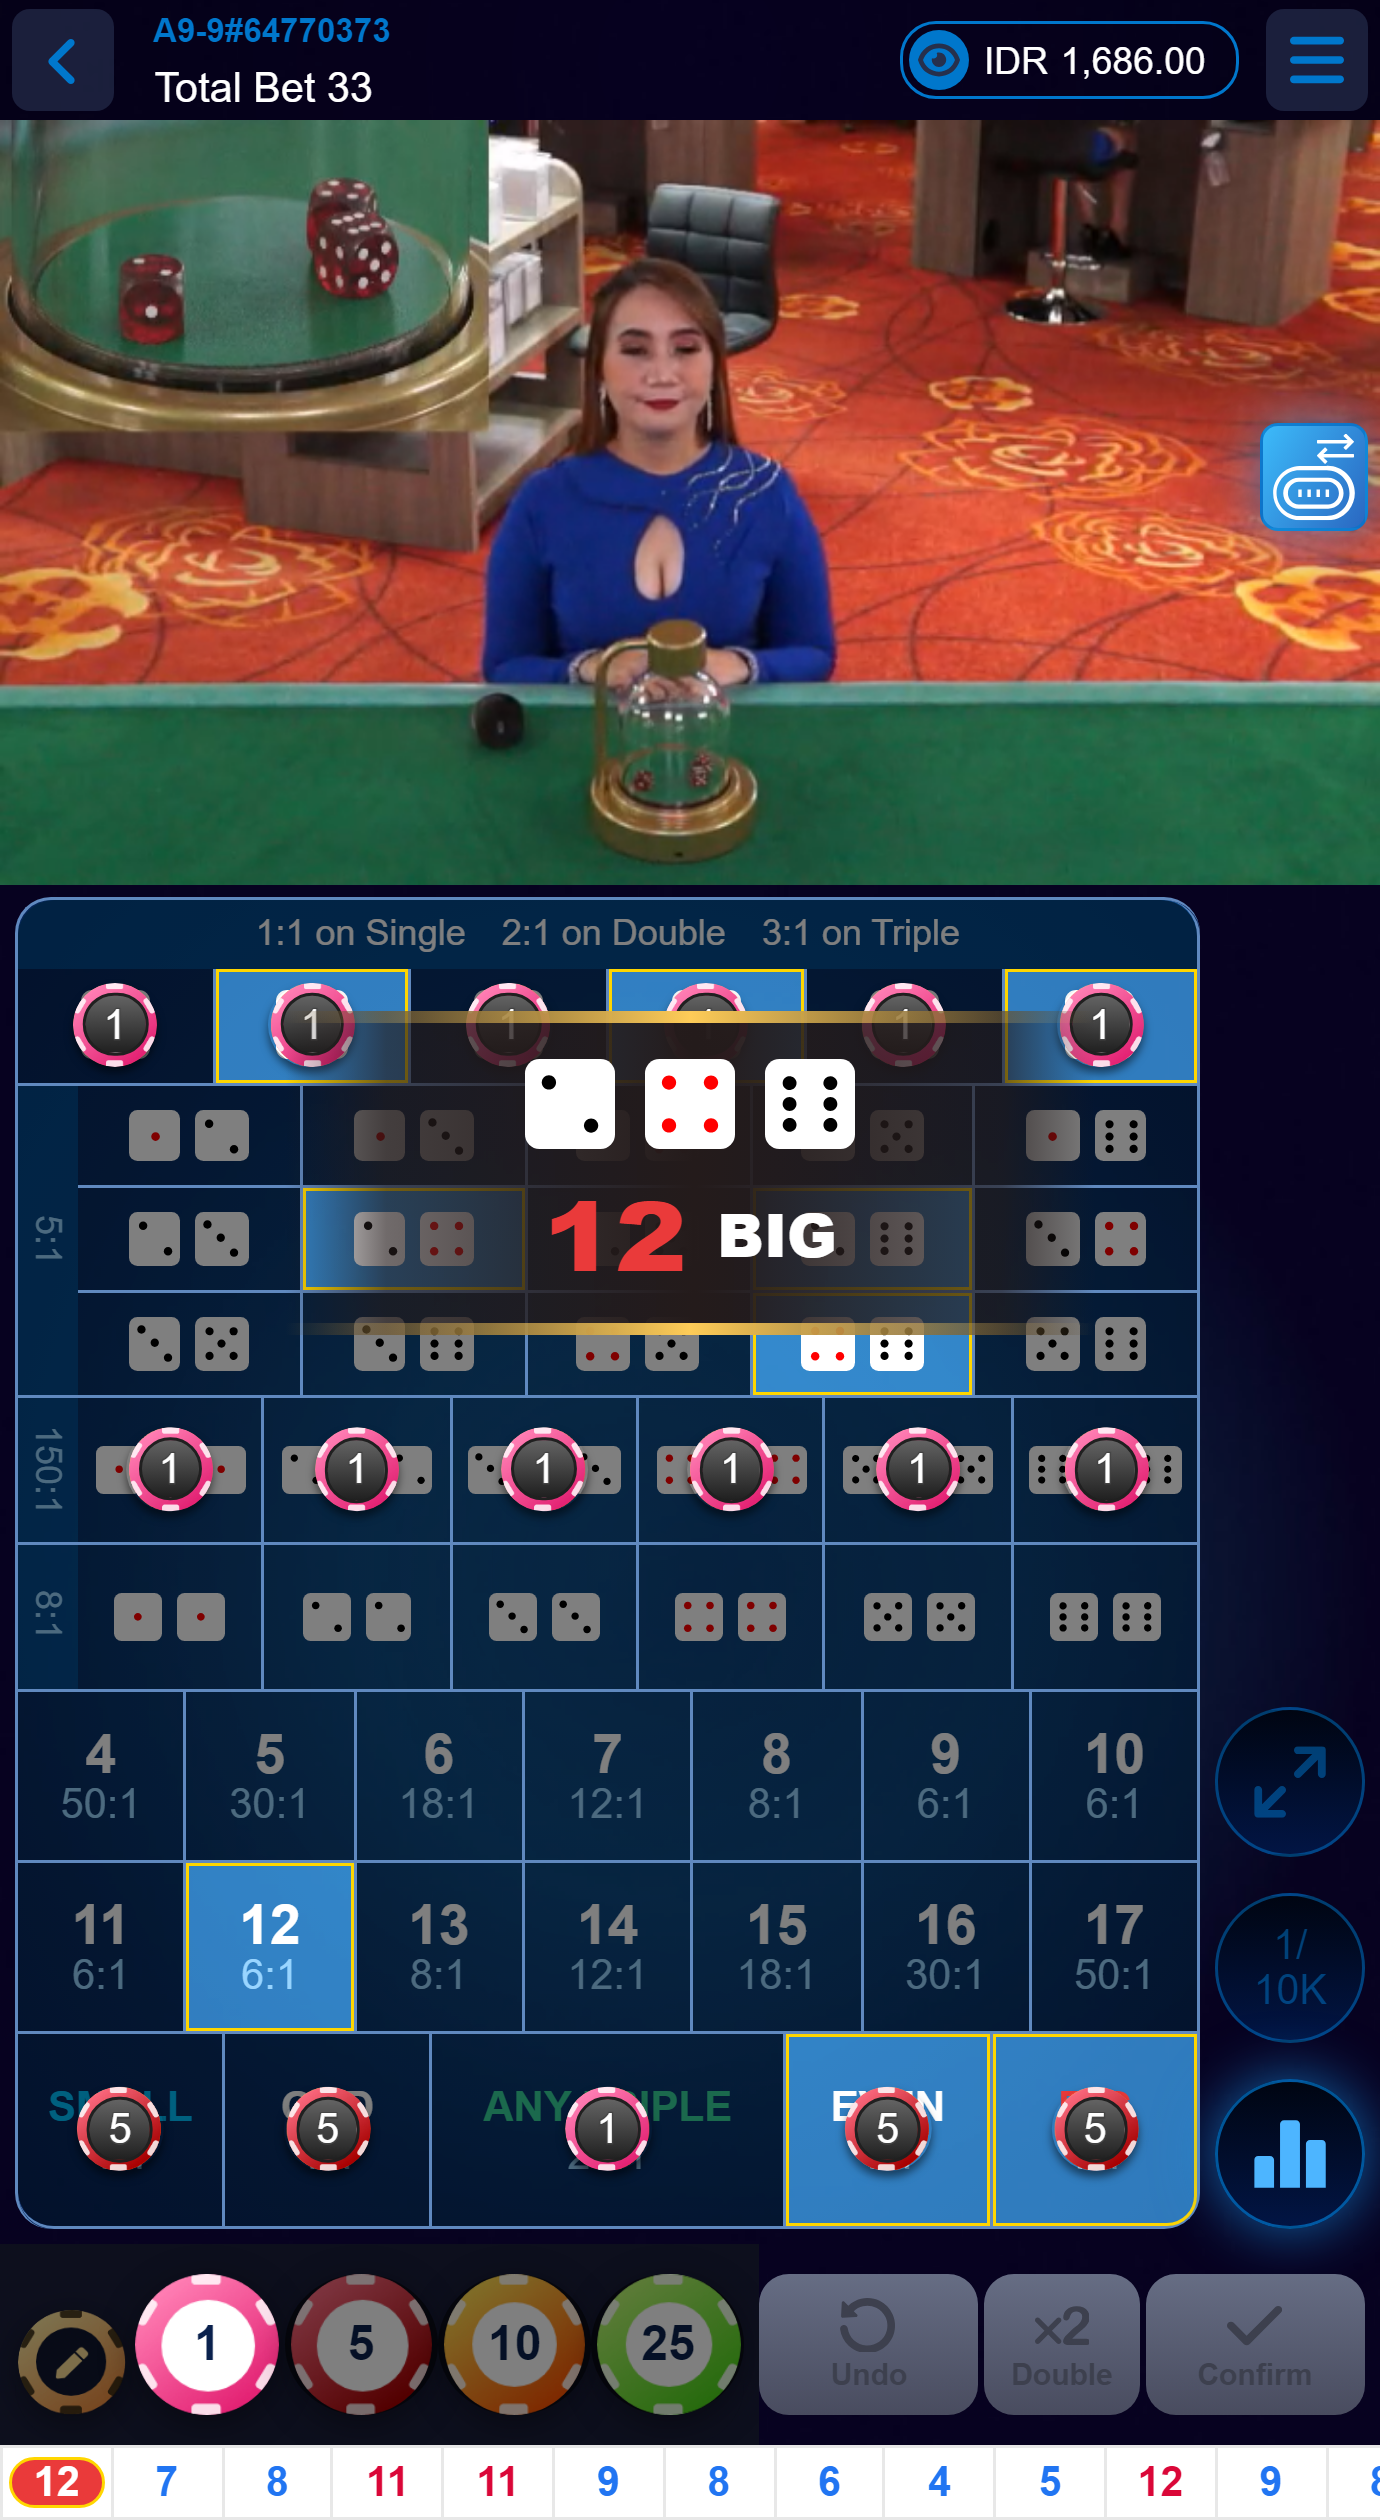 A9-9#64770373
Total Bet 33
IDR 1,686.00
1:1 on Single 2:1 on Double 3:1 on Triple
1 1 1
12 BIG
5:1
150:1
1 1 1 1 1 1
8:1
4 5 6 7 8 9 10
50:1 30:1 18:1 12:1 8:1 6:1 6:1
11 12 13 14 15 16 17
6:1 6:1 8:1 12:1 18:1 30:1 50:1
5 5 1 5 5
1/
10K
1 5 10 25
Undo
x2
Double
Confirm
12 7 8 11 11 9 8 6 4 5 12 9